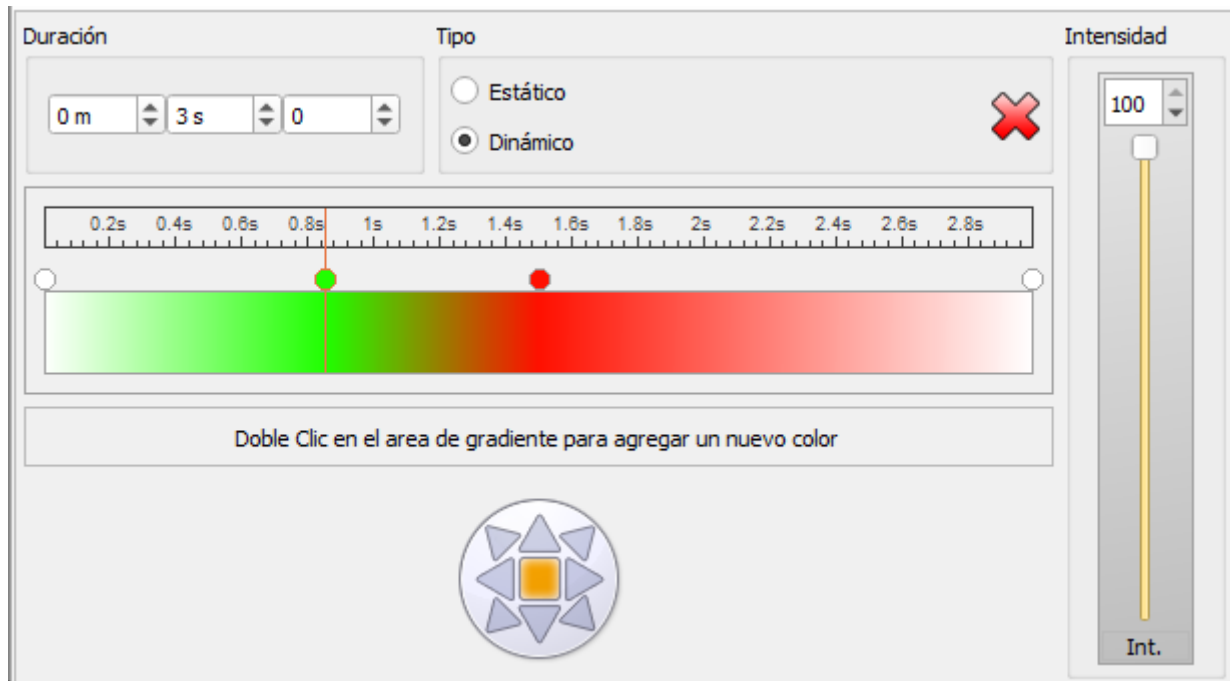 Duración
Tipo
Intensidad
0 m 3 s 0
Estático
Dinámico
100
0.2s 0.4s 0.6s 0.8s 1s 1.2s 1.4s 1.6s 1.8s 2s 2.2s 2.4s 2.6s 2.8s
Doble Clic en el area de gradiente para agregar un nuevo color
Int.